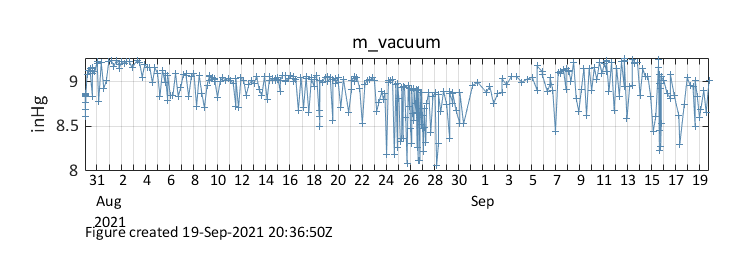 m_vacuum
inHg
9
8.5
8
31 2 4 6 8 10 12 14 16 18 20 22 24 26 28 30 1 3 5 7 9 11 13 15 17 19
Aug Sep
2021
Figure created 19-Sep-2021 20:36:50Z